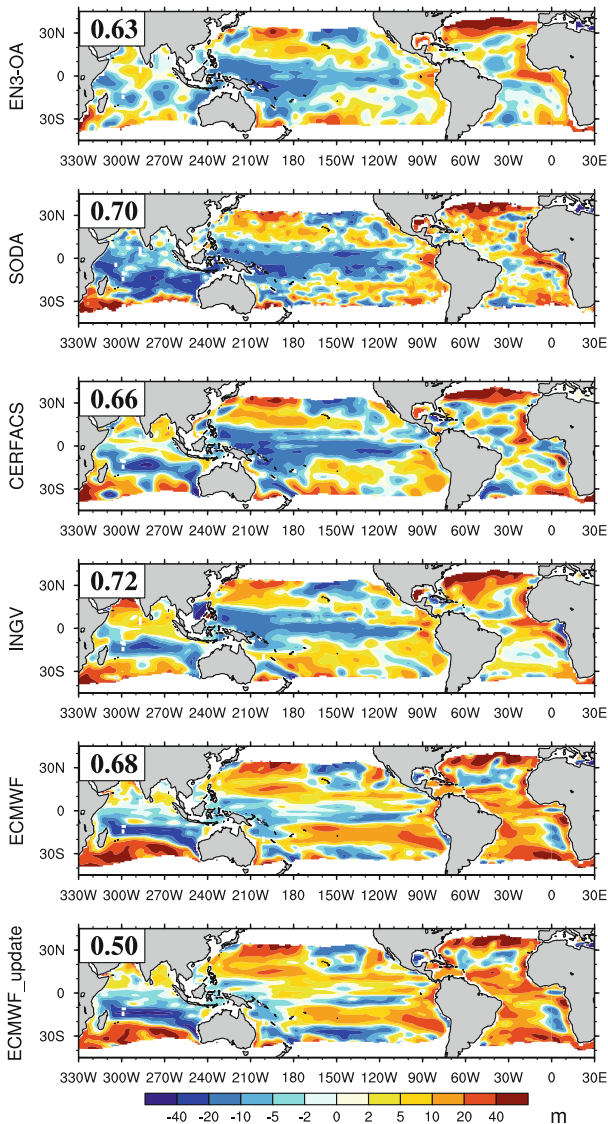 EN3-OA
0.63
30N
0
30S
330W 300W 270W 240W 210W 180 150W 120W 90W 60W 30W 0 30E
SODA
0.70
30N
0
30S
330W 300W 270W 240W 210W 180 150W 120W 90W 60W 30W 0 30E
CERFACS
0.66
30N
0
30S
330W 300W 270W 240W 210W 180 150W 120W 90W 60W 30W 0 30E
INGV
0.72
30N
0
30S
330W 300W 270W 240W 210W 180 150W 120W 90W 60W 30W 0 30E
ECMWF
0.68
30N
0
30S
330W 300W 270W 240W 210W 180 150W 120W 90W 60W 30W 0 30E
ECMWF_update
0.50
30N
0
30S
330W 300W 270W 240W 210W 180 150W 120W 90W 60W 30W 0 30E
-40 -20 -10 -5 -2 0 2 5 10 20 40 m